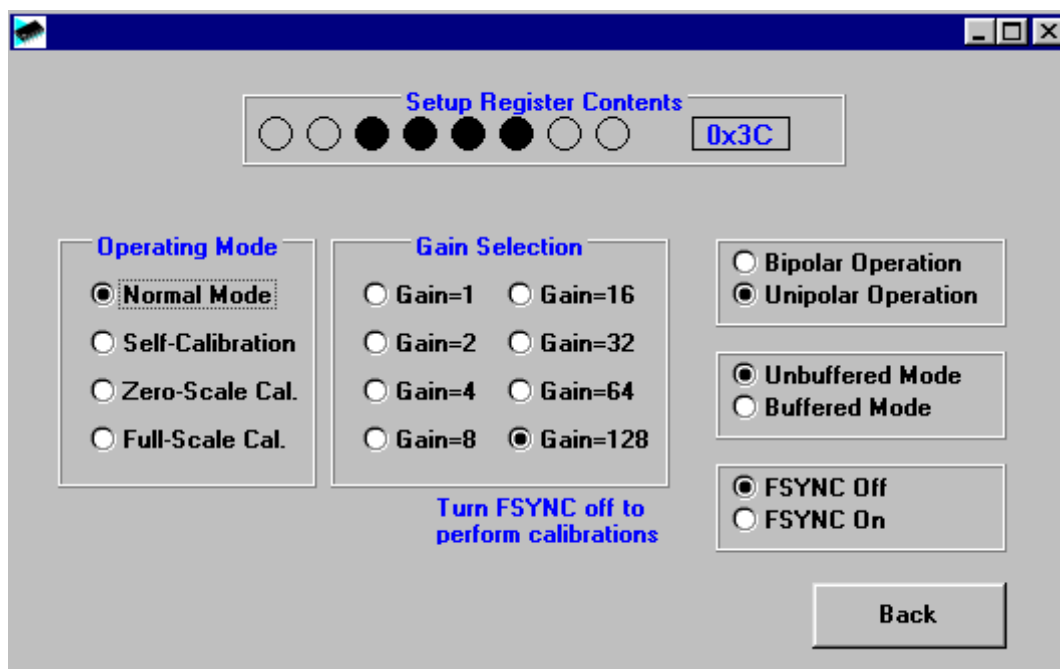 Setup Register Contents
0x3C
Operating Mode
Normal Mode
Self-Calibration
Zero-Scale Cal.
Full-Scale Cal.
Gain Selection
Gain=1
Gain=16
Gain=2
Gain=32
Gain=4
Gain=64
Gain=8
Gain=128
Turn FSYNC off to
perform calibrations
Bipolar Operation
Unipolar Operation
Unbuffered Mode
Buffered Mode
FSYNC Off
FSYNC On
Back